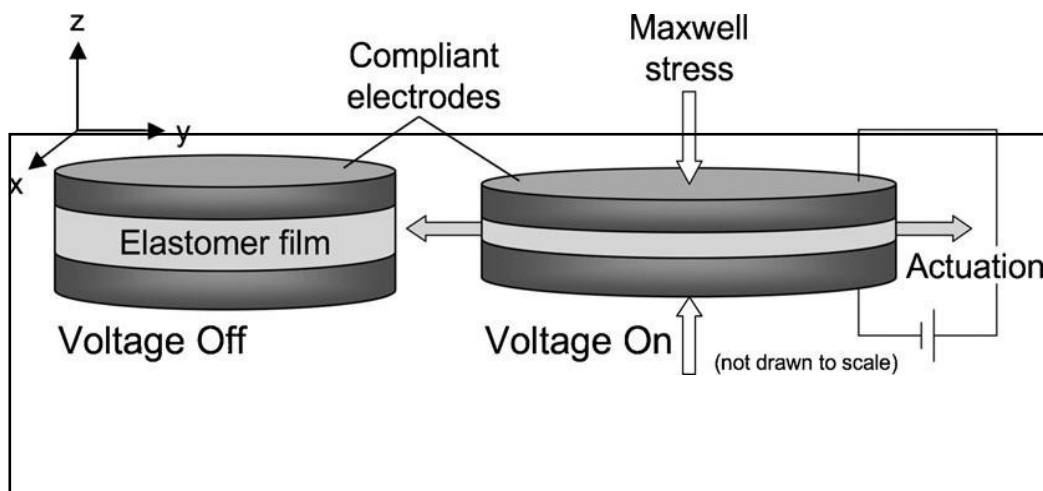 z
y
x
Compliant
electrodes
Maxwell
stress
Elastomer film
Actuation
Voltage Off
Voltage On
(not drawn to scale)